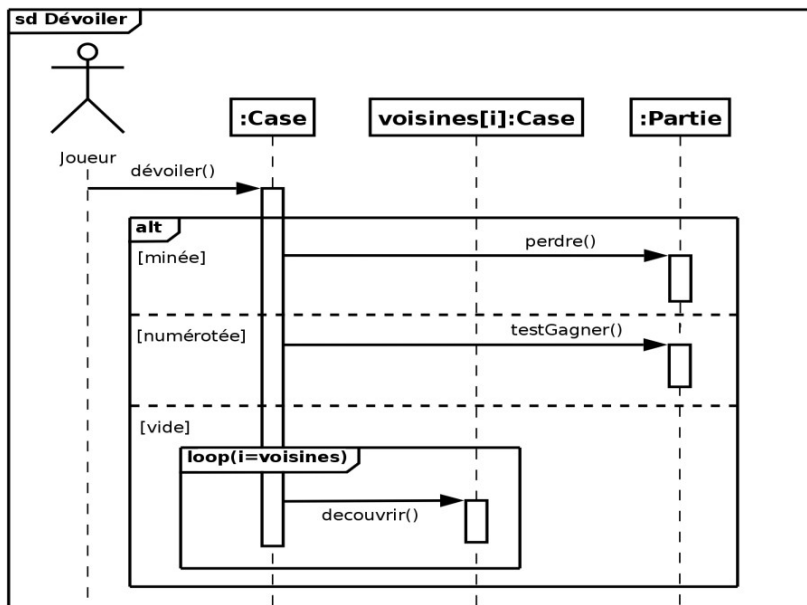 sd Dévoiler
:Case
voisines[i]:Case
:Partie
Joueur
dévoiler()
alt
[minée]
perdre()
[numérotée]
testGagner()
[vide]
loop(i=voisines)
decouvrir()